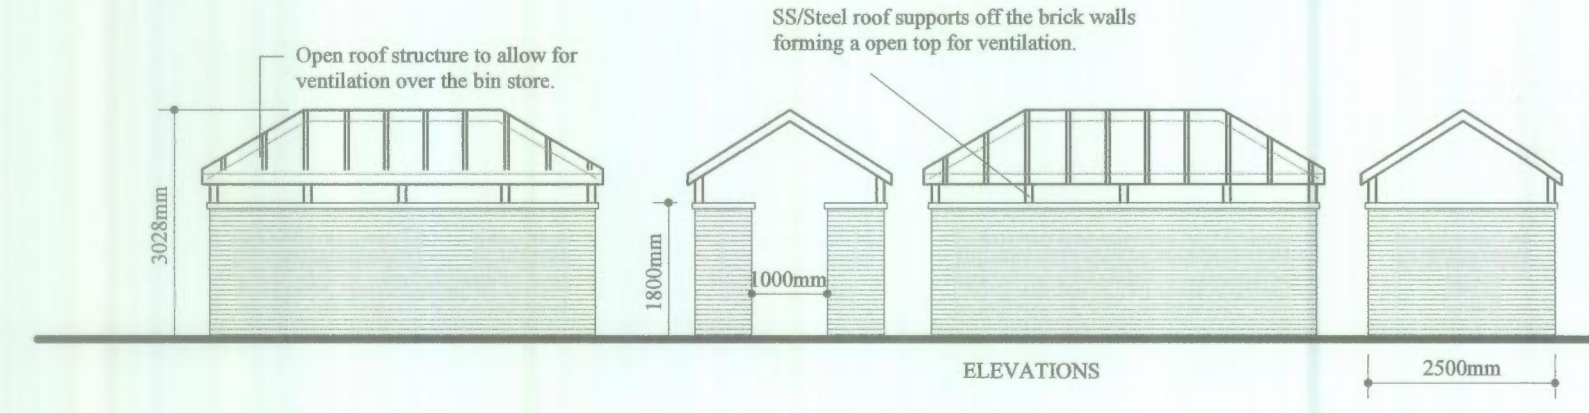 SS/Steel roof supports off the brick walls
forming a open top for ventilation.
Open roof structure to allow for
ventilation over the bin store.
3028mm
1800mm
1000mm
ELEVATIONS
2500mm